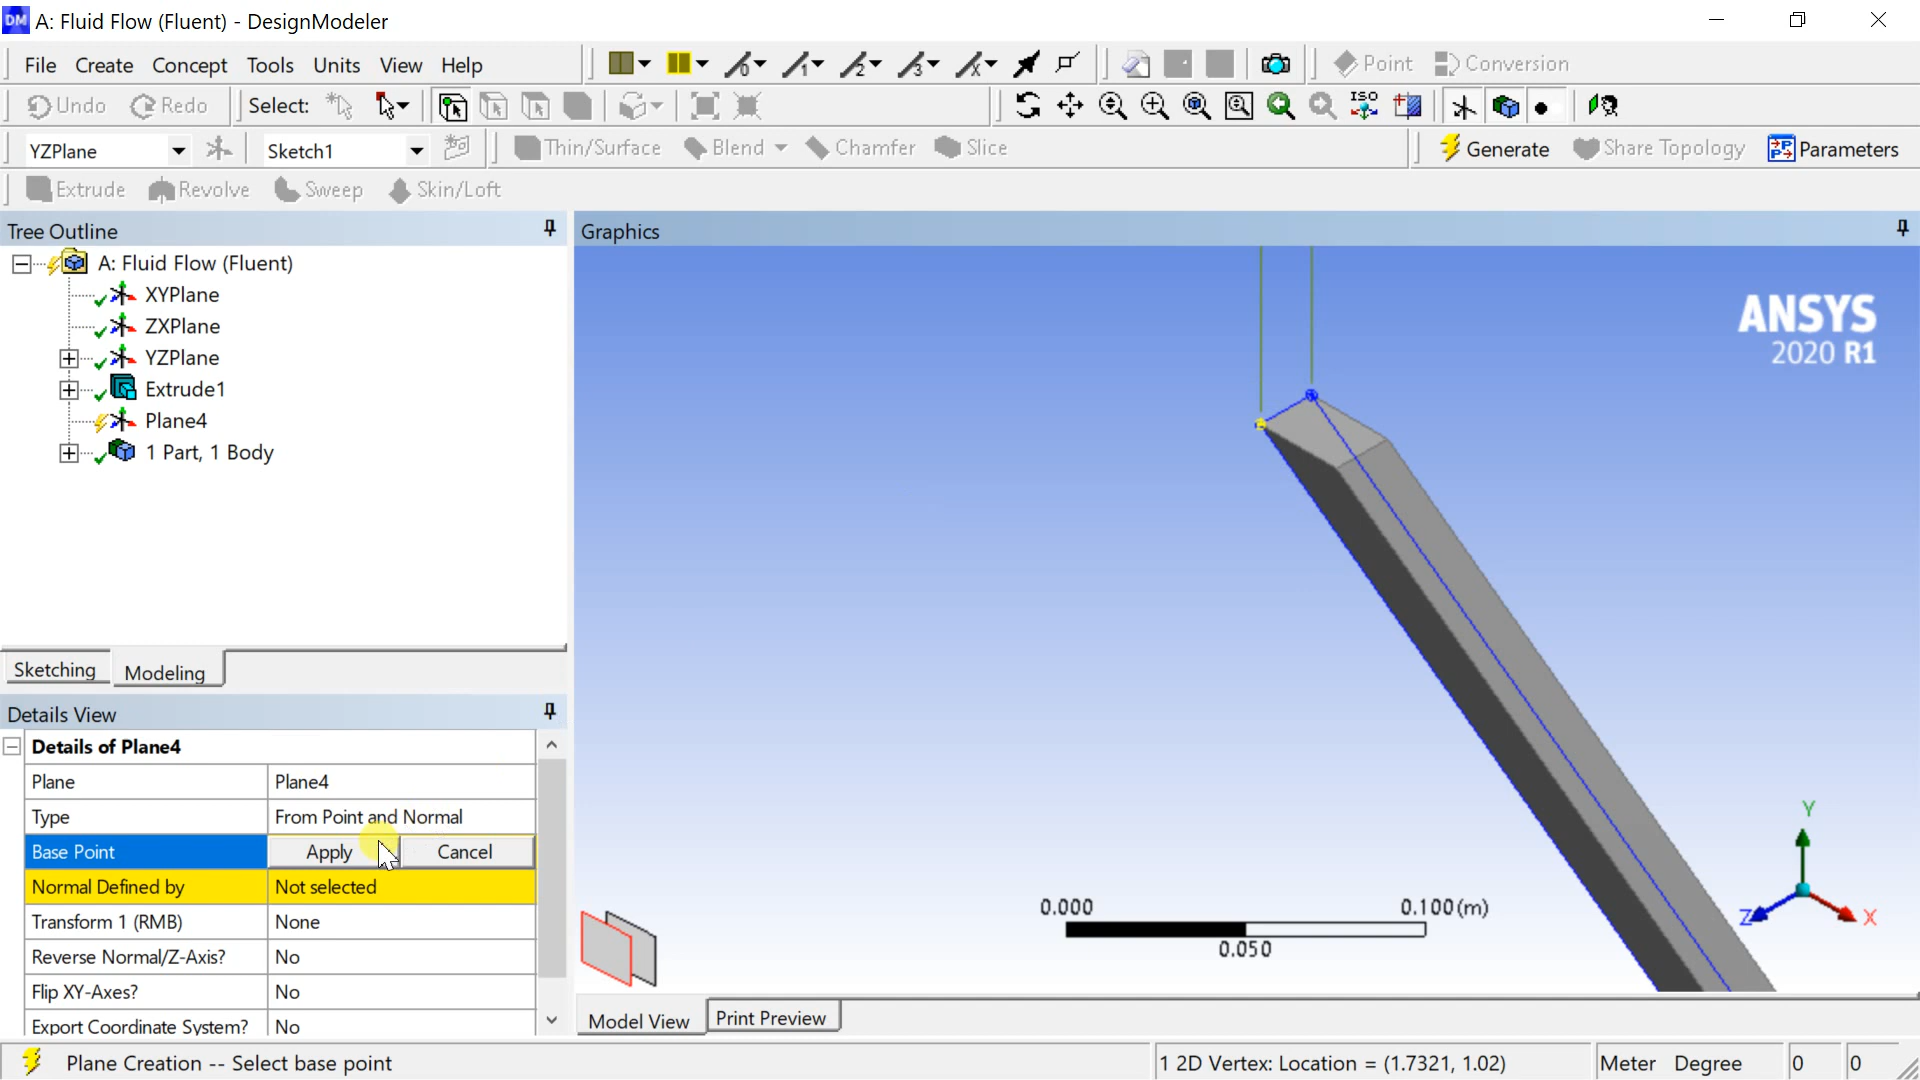 DM A: Fluid Flow (Fluent) - DesignModeler
File Create Concept Tools Units View Help
Point Conversion
Undo Redo Select: ISO
YZPlane Sketch1 Thin/Surface Blend Chamfer Slice Generate Share Topology Parameters
Extrude Revolve Sweep Skin/Loft
Tree Outline
A: Fluid Flow (Fluent)
XYPlane
ZXPlane
YZPlane
Extrude1
Plane4
1 Part, 1 Body
Sketching Modeling
Details View
Details of Plane4
Plane Plane4
Type From Point and Normal
Base Point Apply Cancel
Normal Defined by Not selected
Transform 1 (RMB) None
Reverse Normal/Z-Axis? No
Flip XY-Axes? No
Export Coordinate System? No
Graphics
ANSYS
2020 R1
0.000 0.100 (m)
0.050
Y
Z X
Model View Print Preview
Plane Creation -- Select base point 1 2D Vertex: Location = (1.7321, 1.02) Meter Degree 0 0